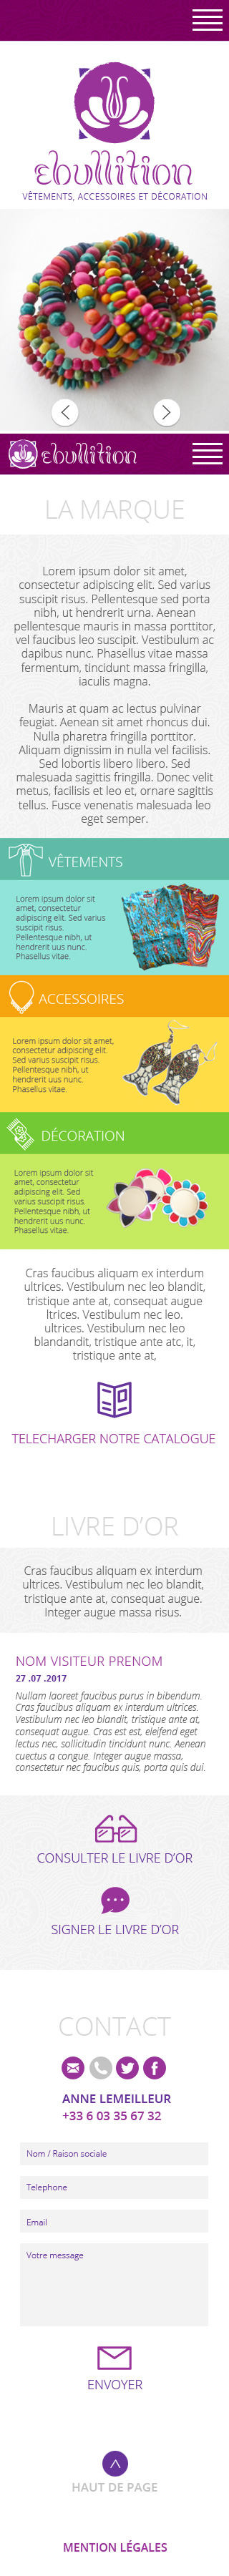 ebullition
VÊTEMENTS, ACCESSOIRES ET DÉCORATION
ebullition
LA MARQUE
Lorem ipsum dolor sit amet,
consectetur adipiscing elit. Sed varius
suscipit risus. Pellentesque sed porta
nibh, ut hendrerit urna. Aenean
pellentesque mauris in massa porttitor,
vel faucibus leo suscipit. Vestibulum ac
dapibus nunc. Phasellus vitae massa
fermentum, tincidunt massa fringilla,
iaculis magna.
Mauris at quam ac lectus pulvinar
feugiat. Aenean sit amet rhoncus dui.
Nulla pharetra fringilla porttitor.
Aliquam dignissim in nulla vel facilisis.
Sed lobortis libero libero. Sed
malesuada sagittis fringilla. Donec velit
metus, facilisis et leo et, ornare sagittis
tellus. Fusce venenatis malesuada leo
eget semper.
VÊTEMENTS
Lorem ipsum dolor sit
amet, consectetur
adipiscing elit. Sed varius
suscipit risus.
Pellentesque nibh, ut
hendrerit uus nunc.
Phasellus vitae.
ACCESSOIRES
Lorem ipsum dolor sit amet,
consectetur adipiscing elit.
Sed varius suscipit risus.
Pellentesque nibh, ut
hendrerit uus nunc.
Phasellus vitae.
DÉCORATION
Lorem ipsum dolor sit
amet, consectetur
adipiscing elit. Sed
varius suscipit risus.
Pellentesque nibh, ut
hendrerit uus nunc.
Phasellus vitae.
Cras faucibus aliquam ex interdum
ultrices. Vestibulum nec leo blandit,
tristique ante at, consequat augue
ltrices. Vestibulum nec leo.
ultrices. Vestibulum nec leo
blandandit, tristique ante atc, it,
tristique ante at,
TELECHARGER NOTRE CATALOGUE
LIVRE D'OR
Cras faucibus aliquam ex interdum
ultrices. Vestibulum nec leo blandit,
tristique ante at, consequat augue.
Integer augue massa risus.
NOM VISITEUR PRENOM
27 .07 .2017
Nullam laoreet faucibus purus in bibendum.
Cras faucibus aliquam ex interdum ultrices.
Vestibulum nec leo blandit, tristique ante at,
consequat augue. Cras est est, eleifend eget
lectus nec, sollicitudin tincidunt nunc. Aenean
cuectus a congue. Integer augue massa,
consectetur nec faucibus quis, porta quis dui.
CONSULTER LE LIVRE D'OR
SIGNER LE LIVRE D'OR
CONTACT
ANNE LEMEILLEUR
+33 6 03 35 67 32
Nom / Raison sociale
Telephone
Email
Votre message
ENVOYER
HAUT DE PAGE
MENTION LÉGALES